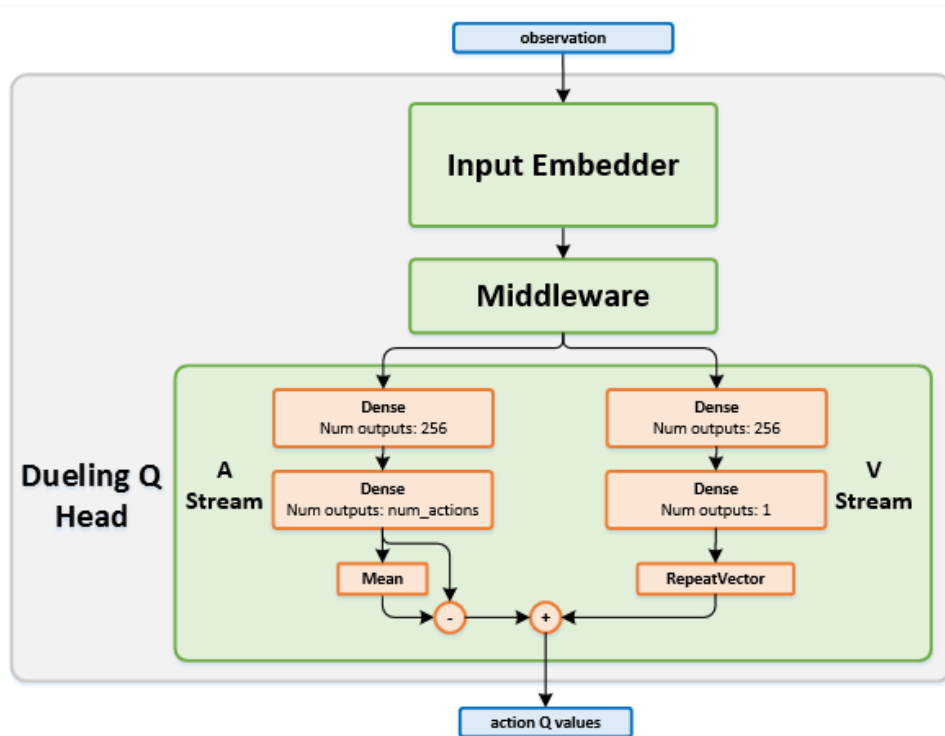 observation
Input Embedder
Middleware
Dueling Q
Head
A
Stream
Dense
Num outputs: 256
Dense
Num outputs: num_actions
Mean
-
+
Dense
Num outputs: 256
Dense
Num outputs: 1
RepeatVector
V
Stream
action Q values